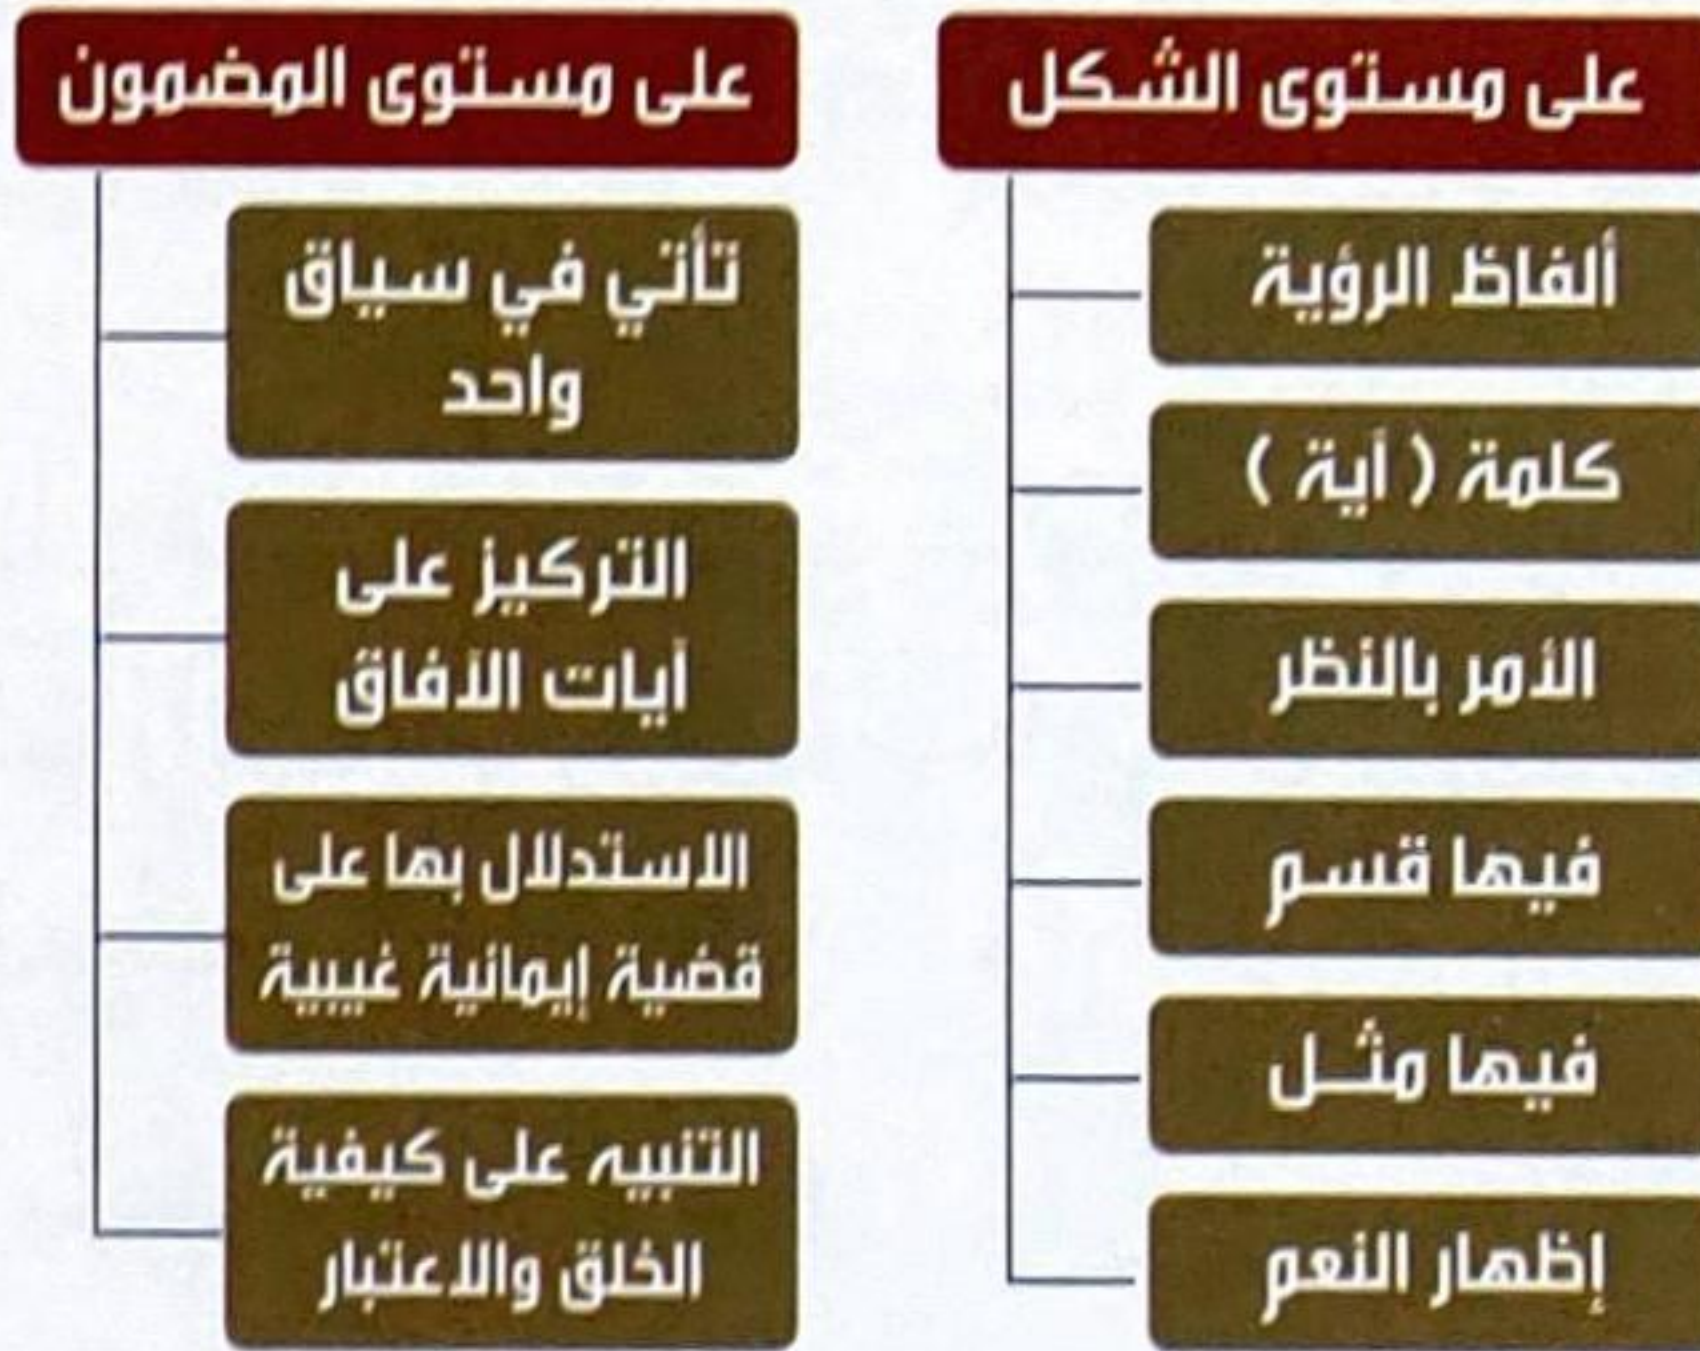 على مستوى الشكل
ألفاظ الرؤية
كلمة ( آية )
الأمر بالنظر
فيها قسم
فيها مثل
إظهار النعم
على مستوى المضمون
تأتي في سياق
واحد
التركيز على
آيات الآفاق
الاستدلال بها على
قضية إيمانية غيبية
التنبيه على كيفية
الخلق والاعتبار